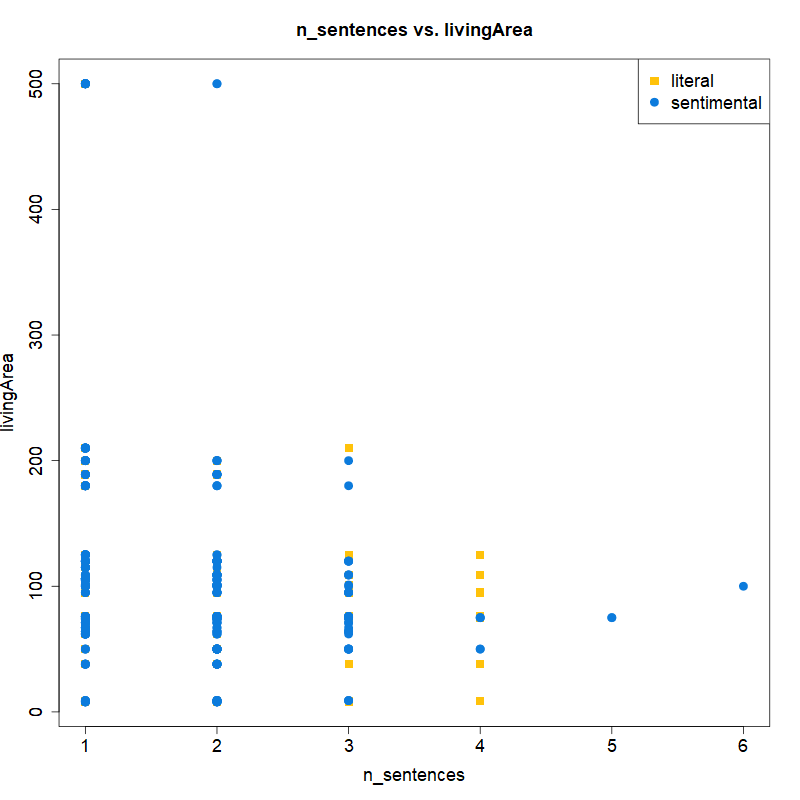 n_sentences vs. livingArea
literal
sentimental
livingArea
500
400
300
200
100
0
1 2 3 4 5 6
n_sentences